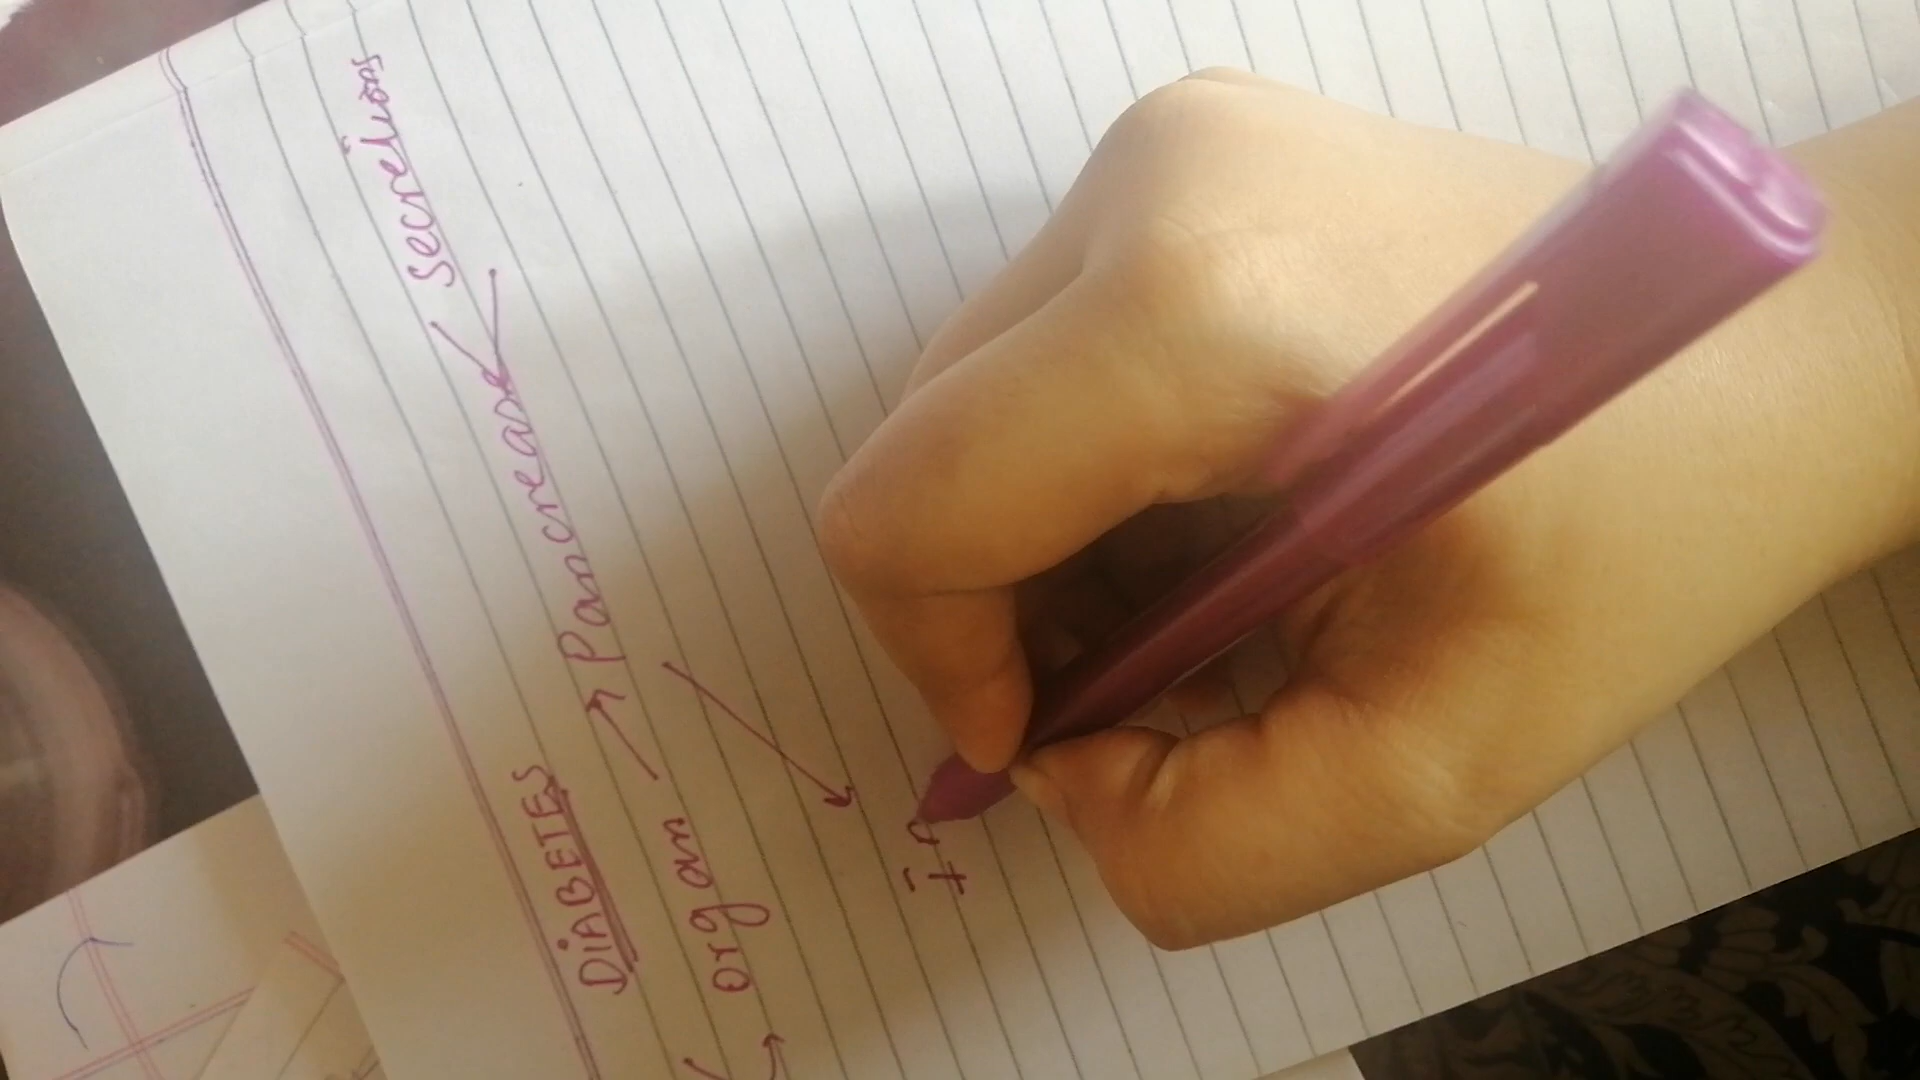 DiABETES
organ → Pancreas secretions
In